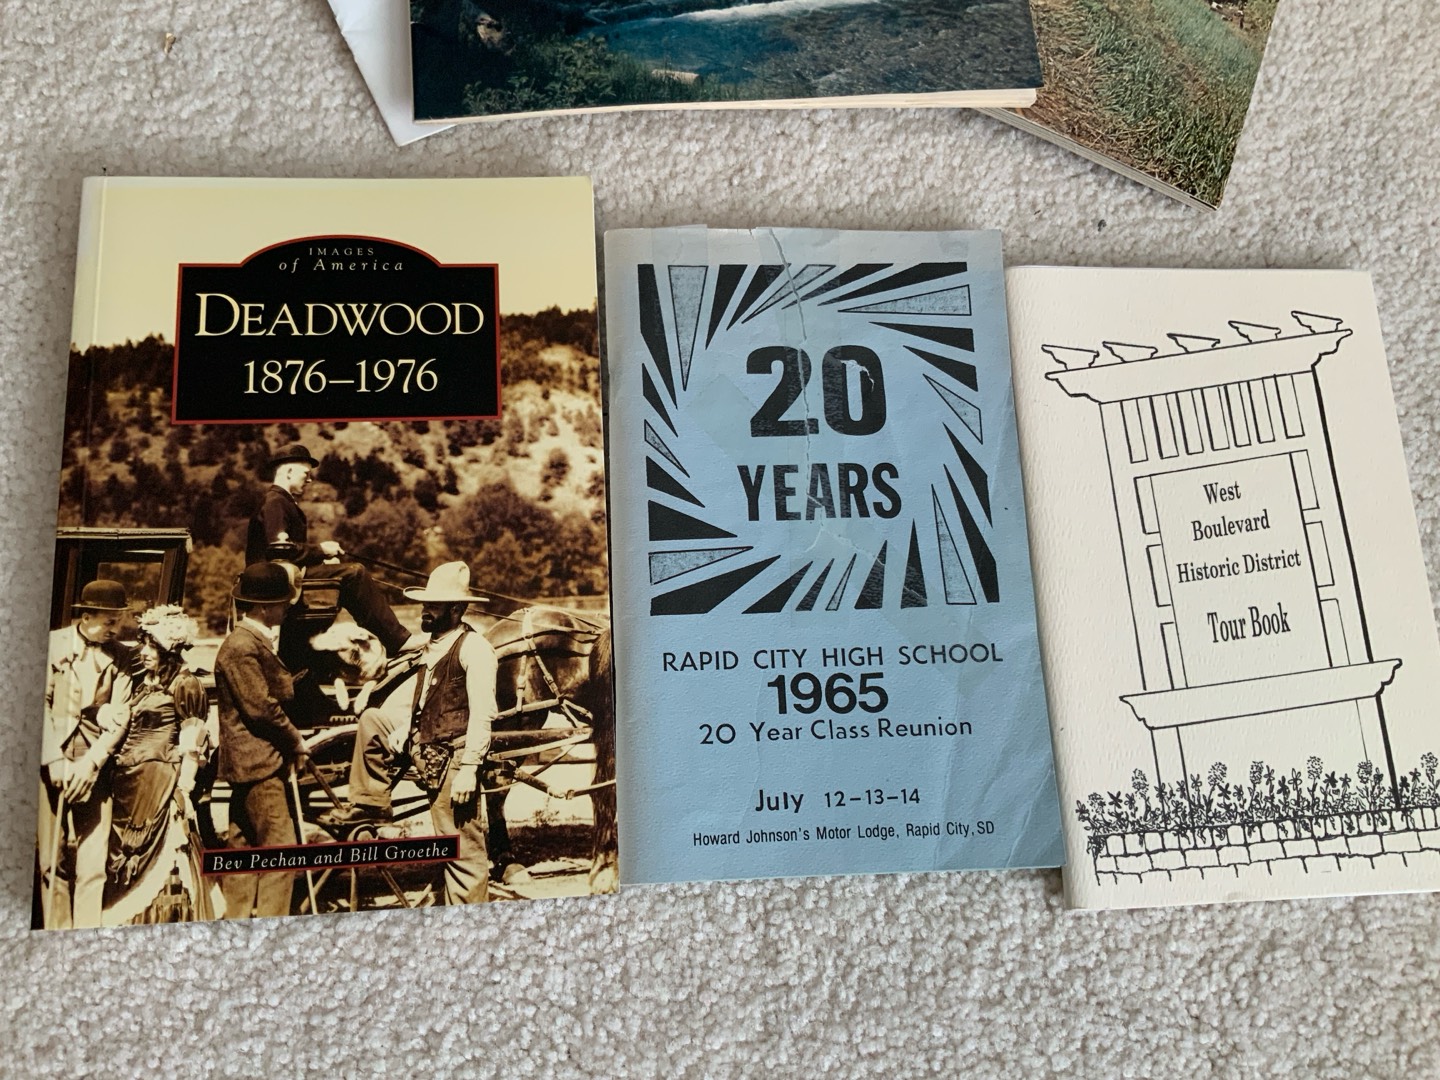 IMAGES
of America
DEADWOOD
1876–1976
Bev Pechan and Bill Groethe
20
YEARS
RAPID CITY HIGH SCHOOL
1965
20 Year Class Reunion
July 12-13-14
Howard Johnson's Motor Lodge, Rapid City, SD
West
Boulevard
Historic District
Tour Book